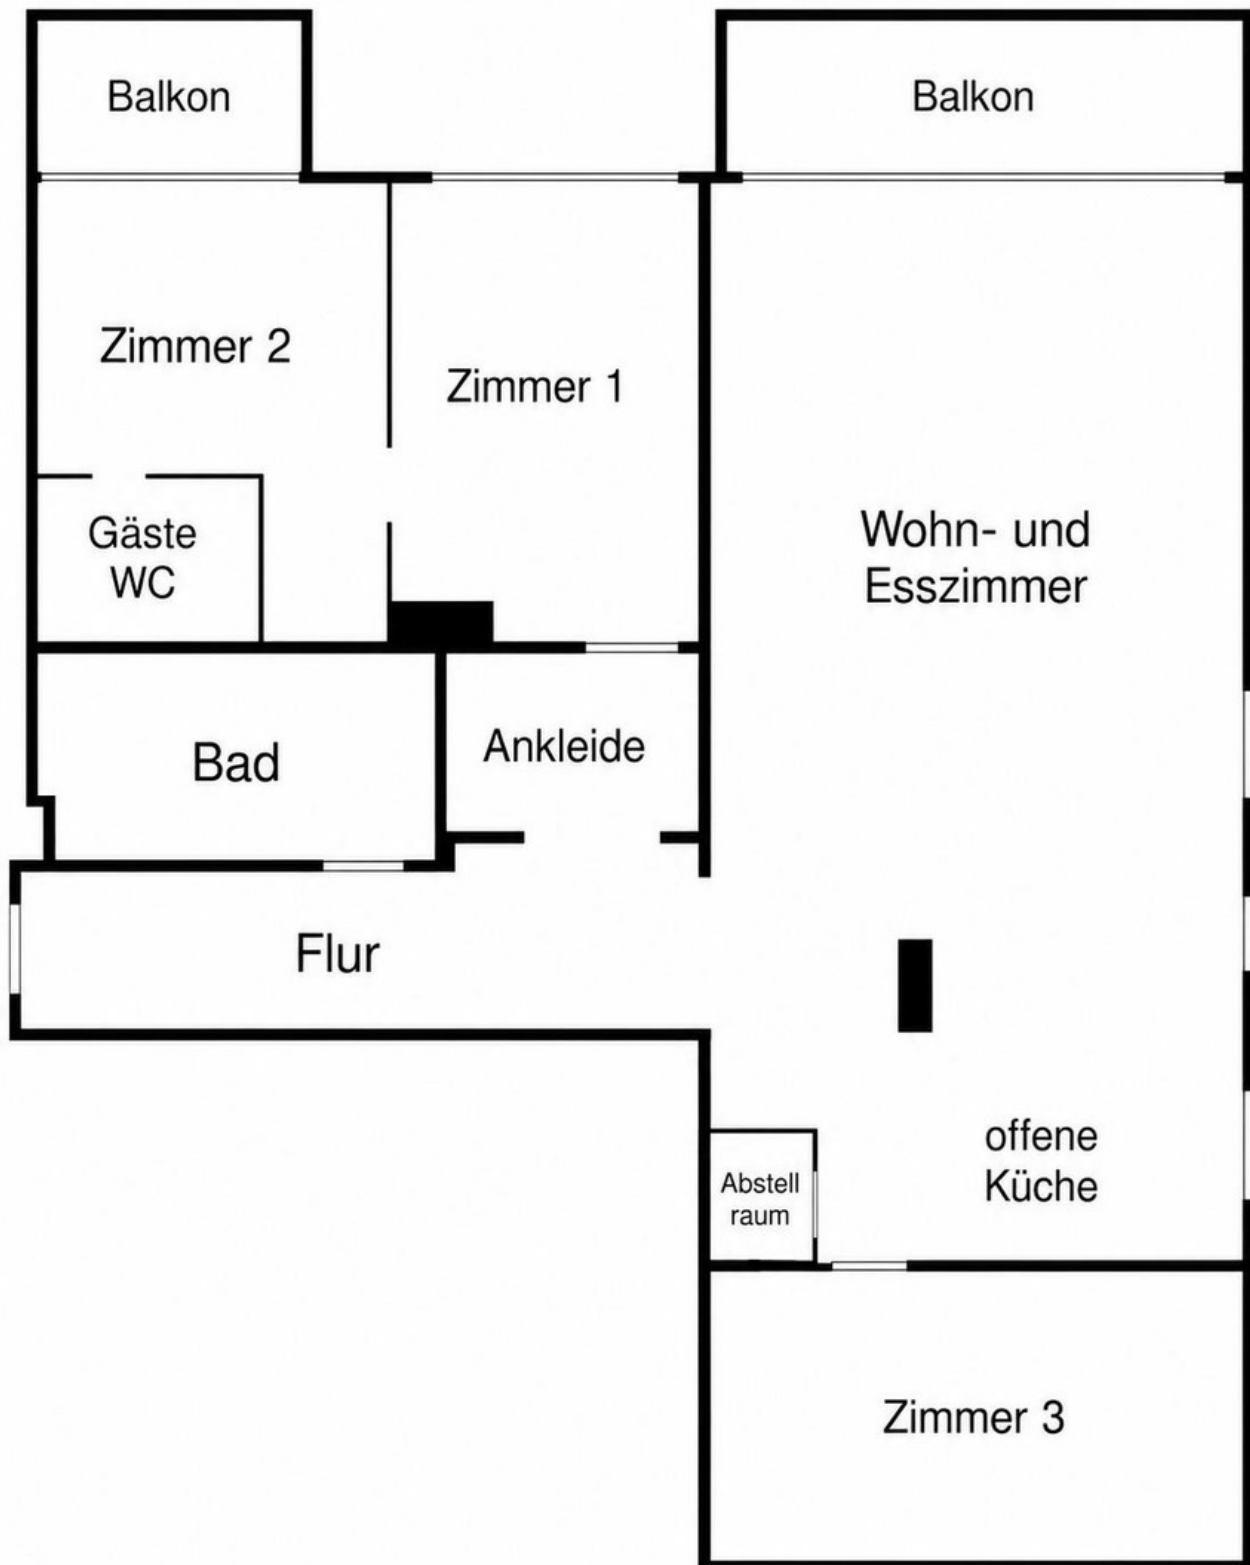 Balkon
Balkon
Zimmer 2
Zimmer 1
Gäste
WC
Wohn- und
Esszimmer
Bad
Ankleide
Flur
offene
Küche
Abstell
raum
Zimmer 3